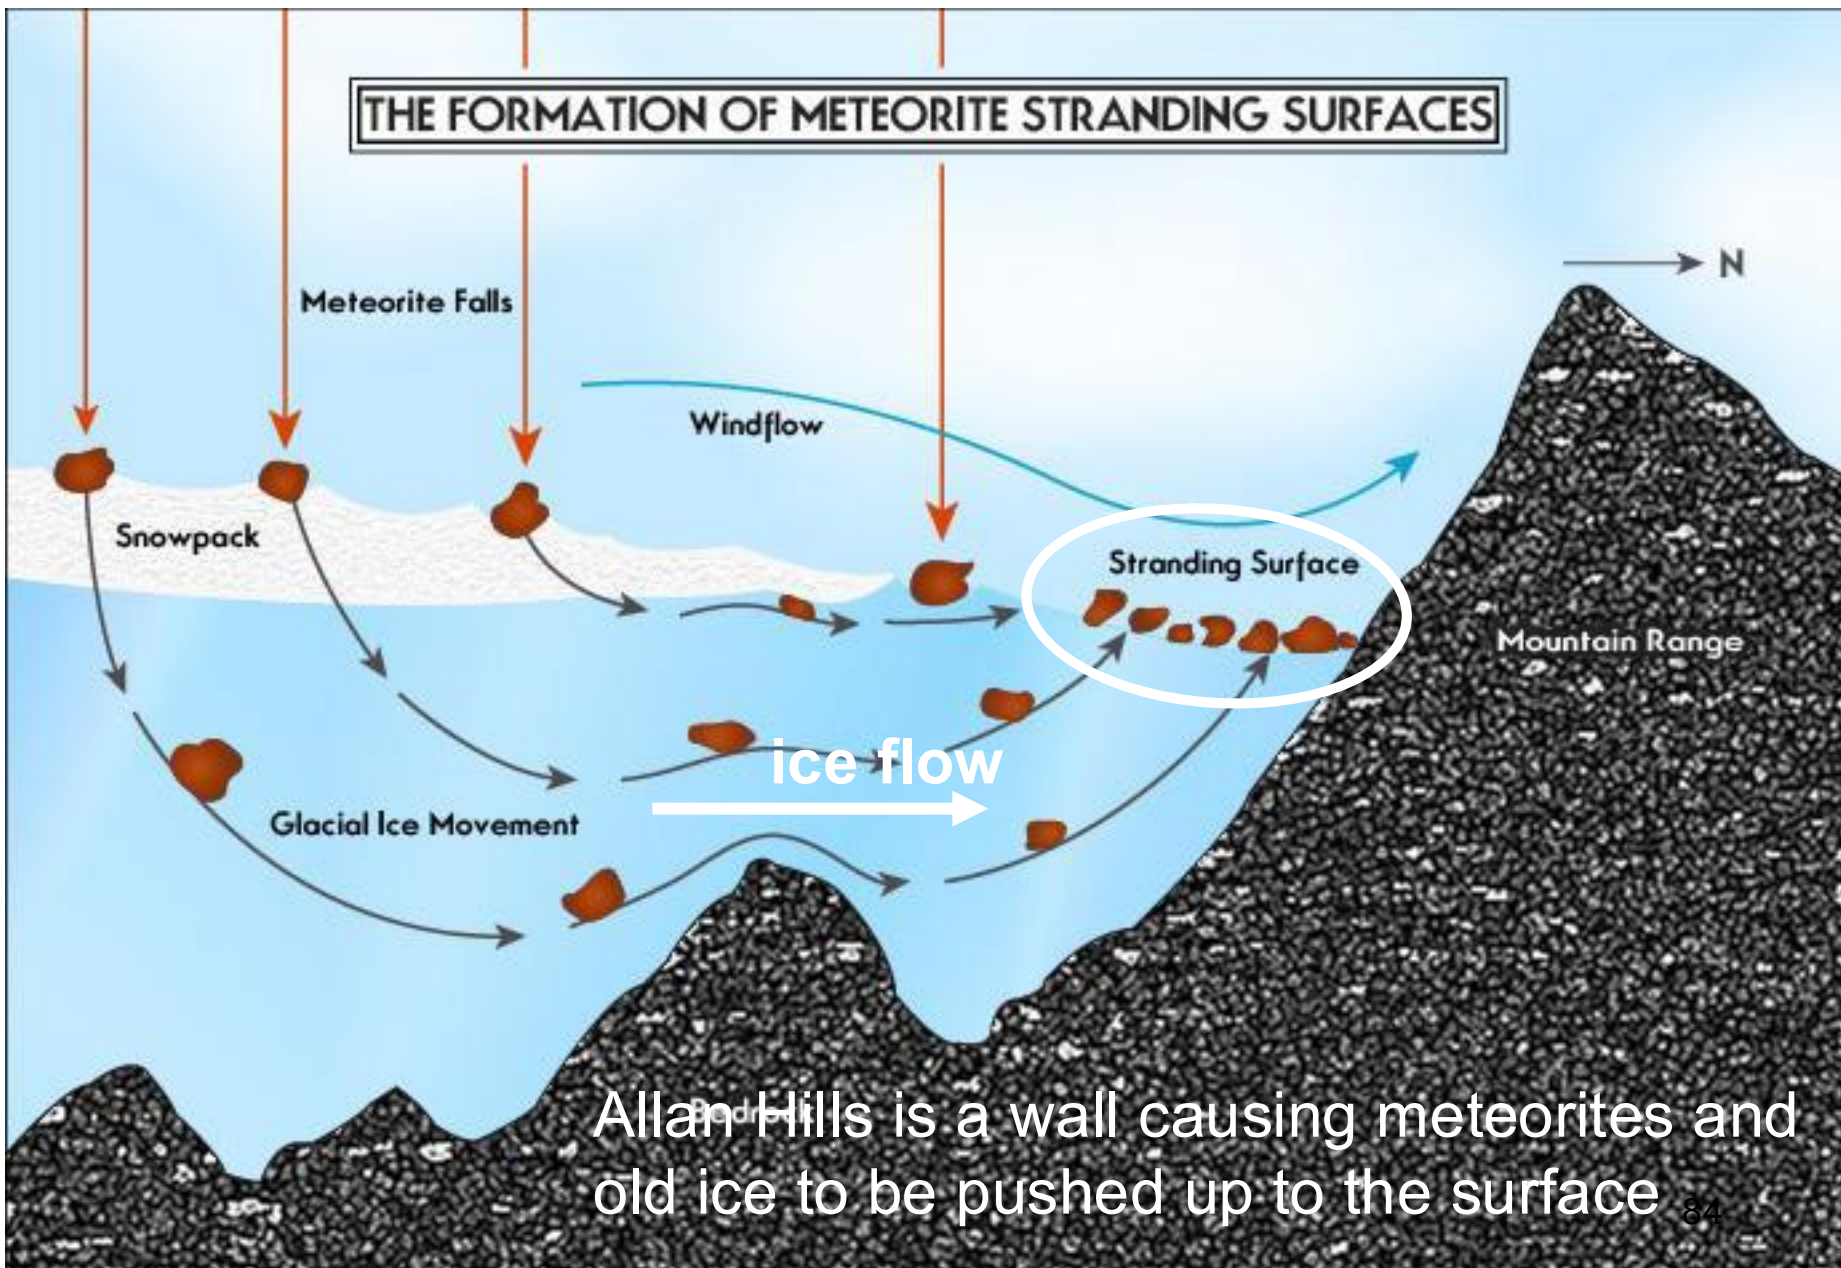 THE FORMATION OF METEORITE STRANDING SURFACES
N
Meteorite Falls
Windflow
Snowpack
Stranding Surface
Mountain Range
ice flow
Glacial Ice Movement
Bedrock
Allan Hills is a wall causing meteorites and
old ice to be pushed up to the surface
84